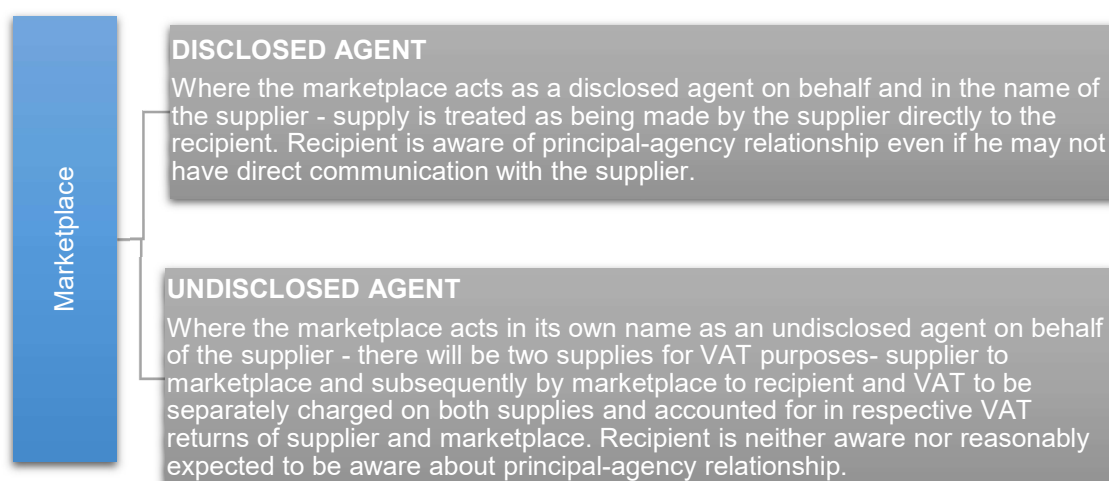 Marketplace
DISCLOSED AGENT
Where the marketplace acts as a disclosed agent on behalf and in the name of
the supplier - supply is treated as being made by the supplier directly to the
recipient. Recipient is aware of principal-agency relationship even if he may not
have direct communication with the supplier.
UNDISCLOSED AGENT
Where the marketplace acts in its own name as an undisclosed agent on behalf
of the supplier - there will be two supplies for VAT purposes- supplier to
marketplace and subsequently by marketplace to recipient and VAT to be
separately charged on both supplies and accounted for in respective VAT
returns of supplier and marketplace. Recipient is neither aware nor reasonably
expected to be aware about principal-agency relationship.